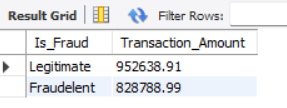 Result Grid Filter Rows:
Is_Fraud Transaction_Amount
Legitimate 952638.91
Fraudelent 828788.99